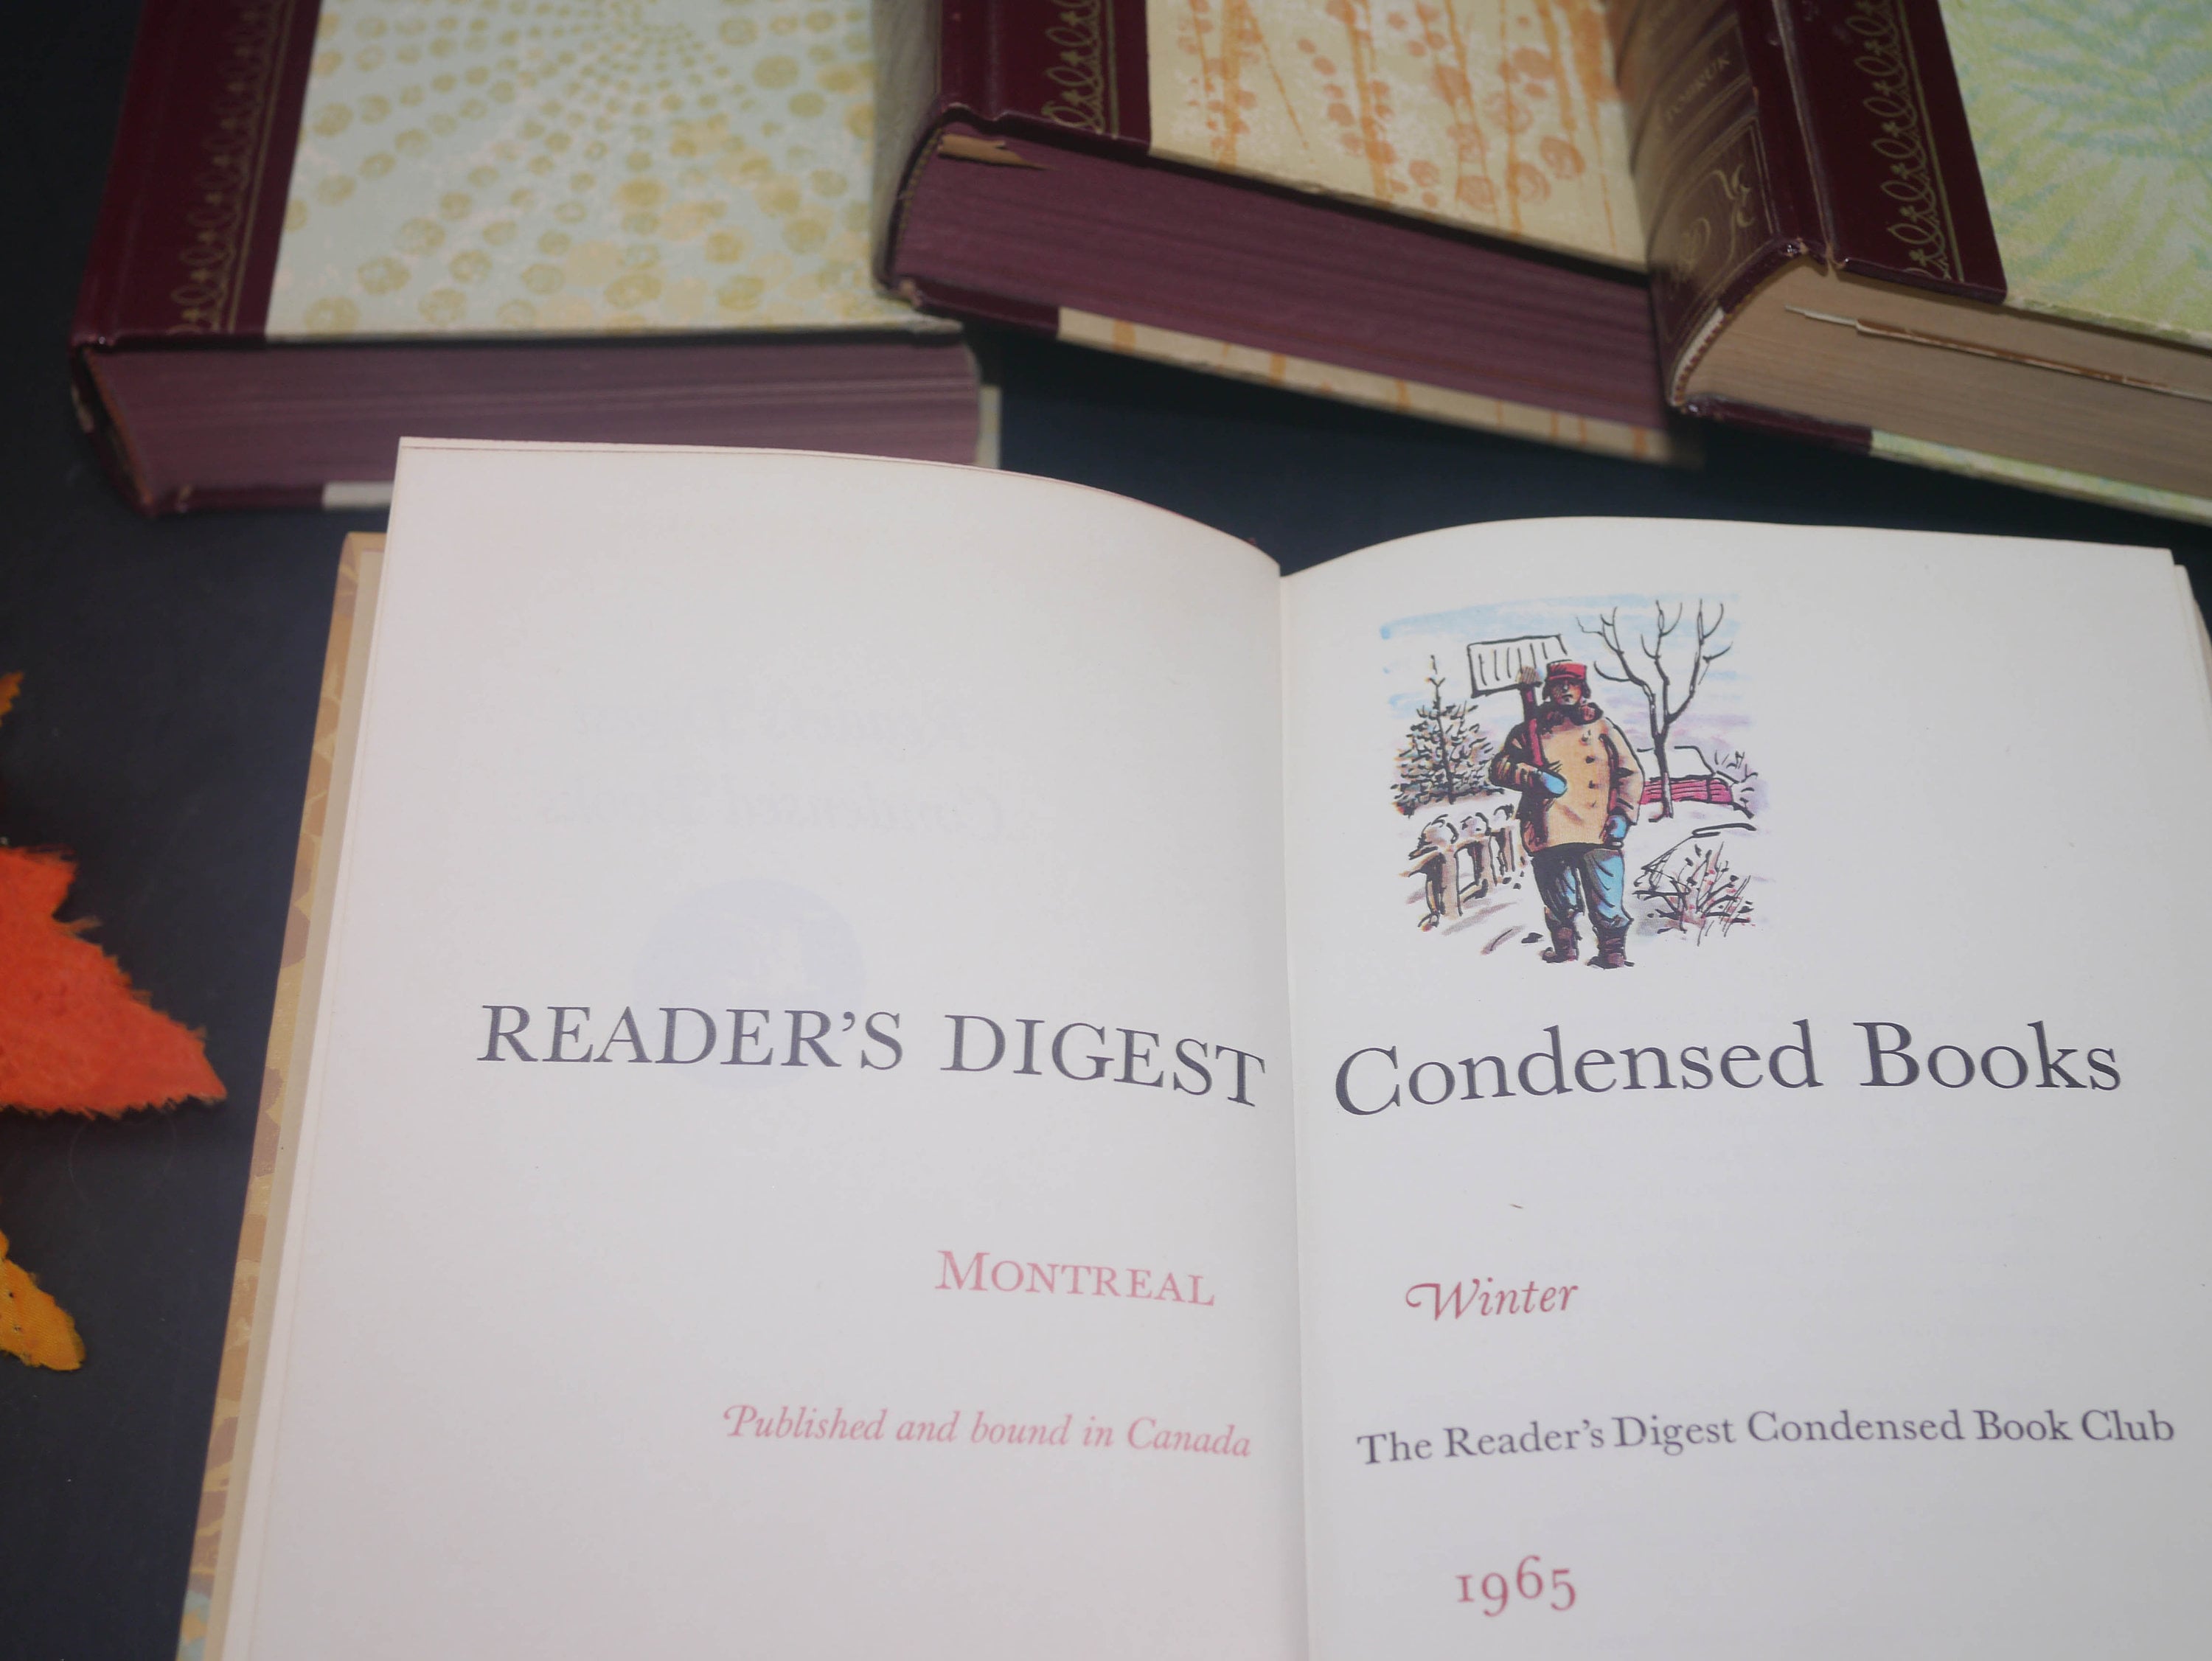 READER'S DIGEST Condensed Books
MONTREAL
Winter
Published and bound in Canada
The Reader's Digest Condensed Book Club
1965